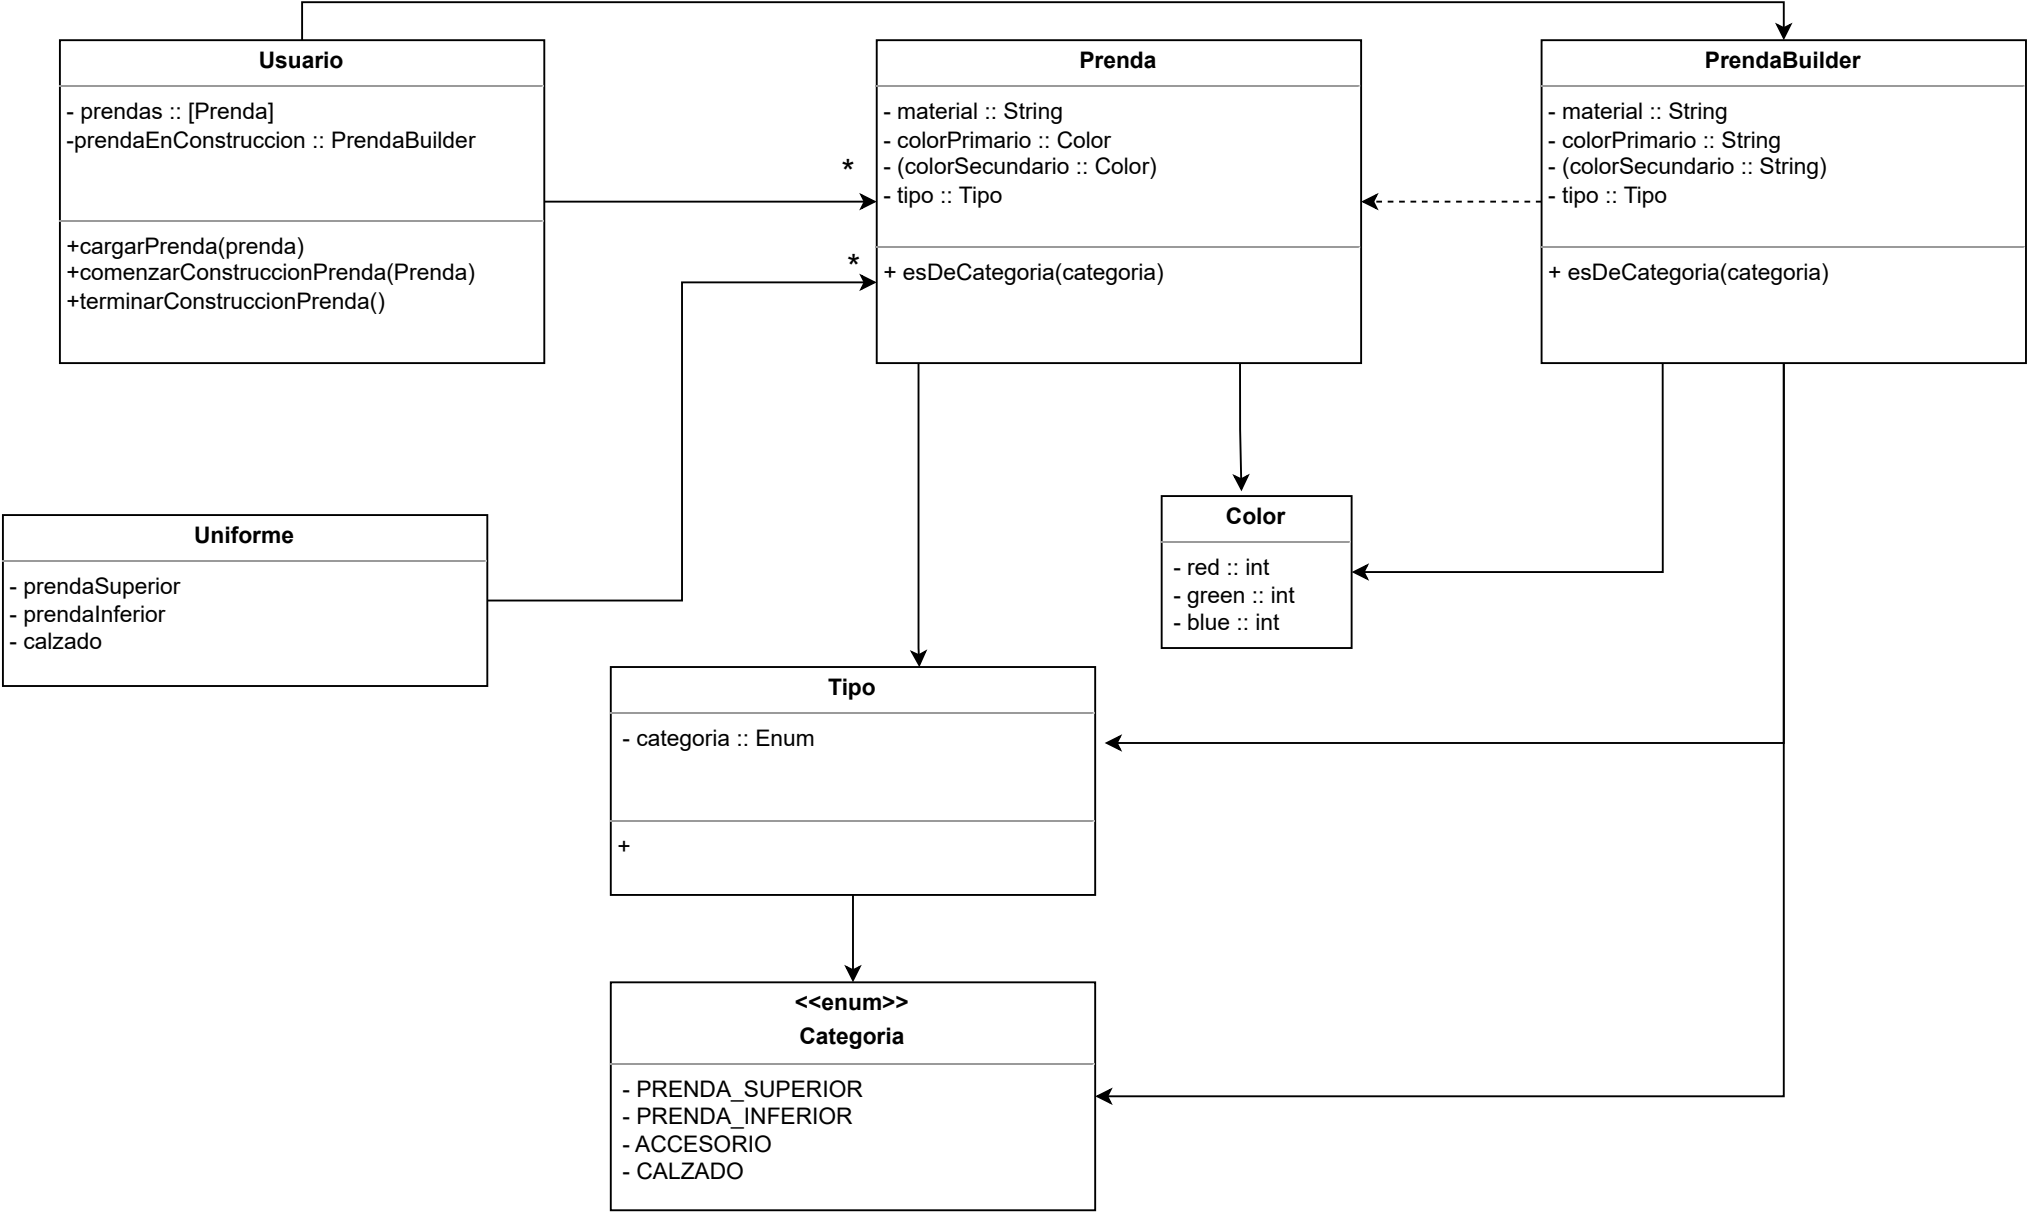 Usuario
- prendas :: [Prenda]
-prendaEnConstruccion :: PrendaBuilder
+cargarPrenda(prenda)
+comenzarConstruccionPrenda(Prenda)
+terminarConstruccionPrenda()
*
*
Prenda
- material :: String
- colorPrimario :: Color
- (colorSecundario :: Color)
- tipo :: Tipo
+ esDeCategoria(categoria)
PrendaBuilder
- material :: String
- colorPrimario :: String
- (colorSecundario :: String)
- tipo :: Tipo
+ esDeCategoria(categoria)
Uniforme
- prendaSuperior
- prendaInferior
- calzado
Color
- red :: int
- green :: int
- blue :: int
Tipo
- categoria :: Enum
+
<<enum>>
Categoria
- PRENDA_SUPERIOR
- PRENDA_INFERIOR
- ACCESORIO
- CALZADO